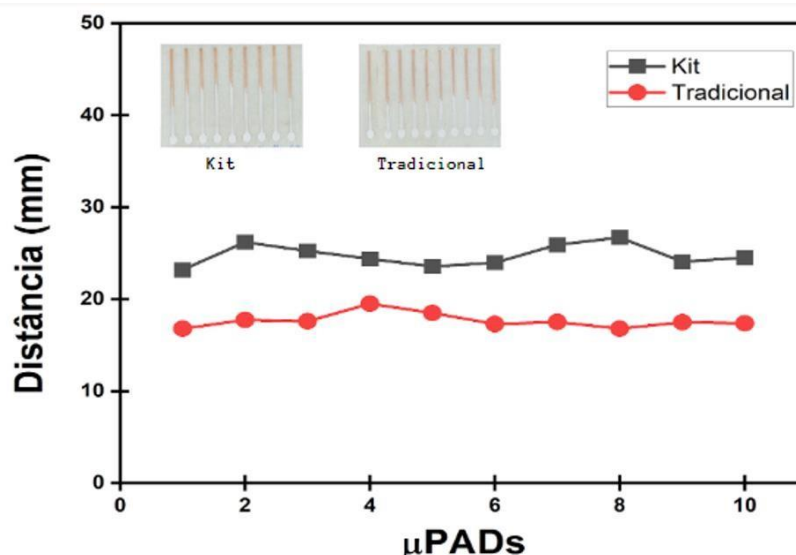 50
40
30
20
10
0
Distância (mm)
Kit
Tradicional
Kit
Tradicional
0 2 4 6 8 10
μPADs